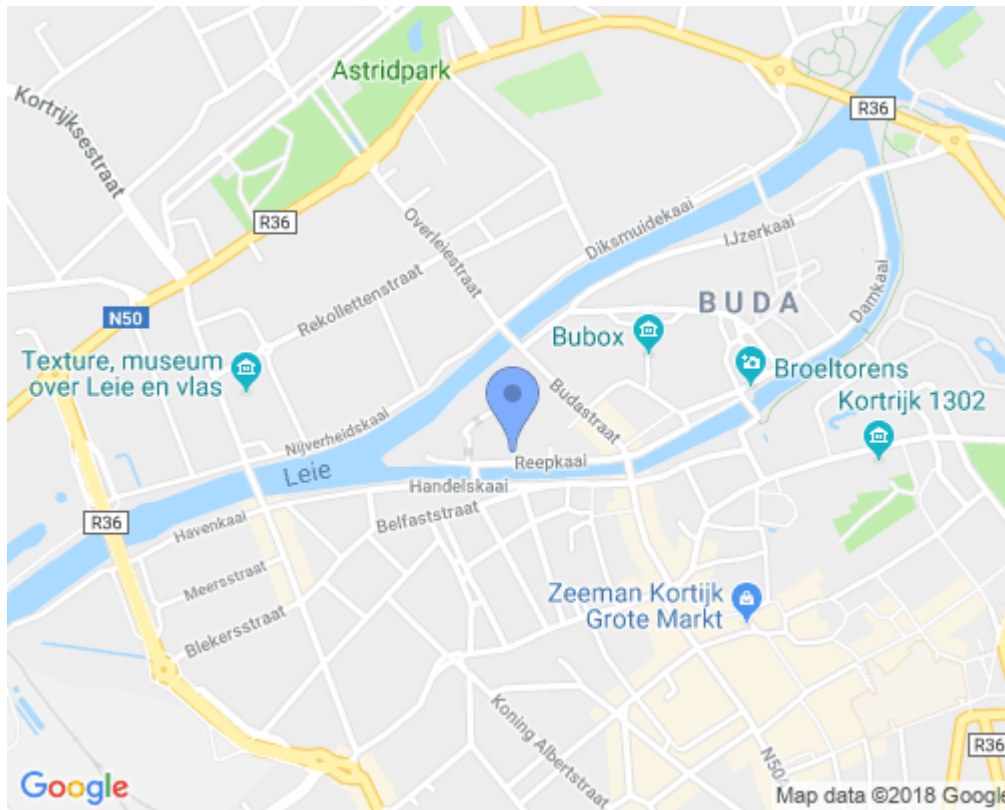 Astridpark
Kortrijksestraat
R36
R36
Overleiestraat
Diksmuidekaai
IJzerkaai
Damkaai
Rekollettenstraat
BUDA
N50
Bubox
Texture, museum
over Leie en vlas
Broeltorens
Kortrijk 1302
Budastraat
Nijverheidskaai
Leie
Reepkaai
Handelskaai
Belfaststraat
R36
Havenkaai
Meersstraat
Blekersstraat
Zeeman Kortijk
Grote Markt
Koning Albertstraat
N50
R36
Google
Map data ©2018 Google